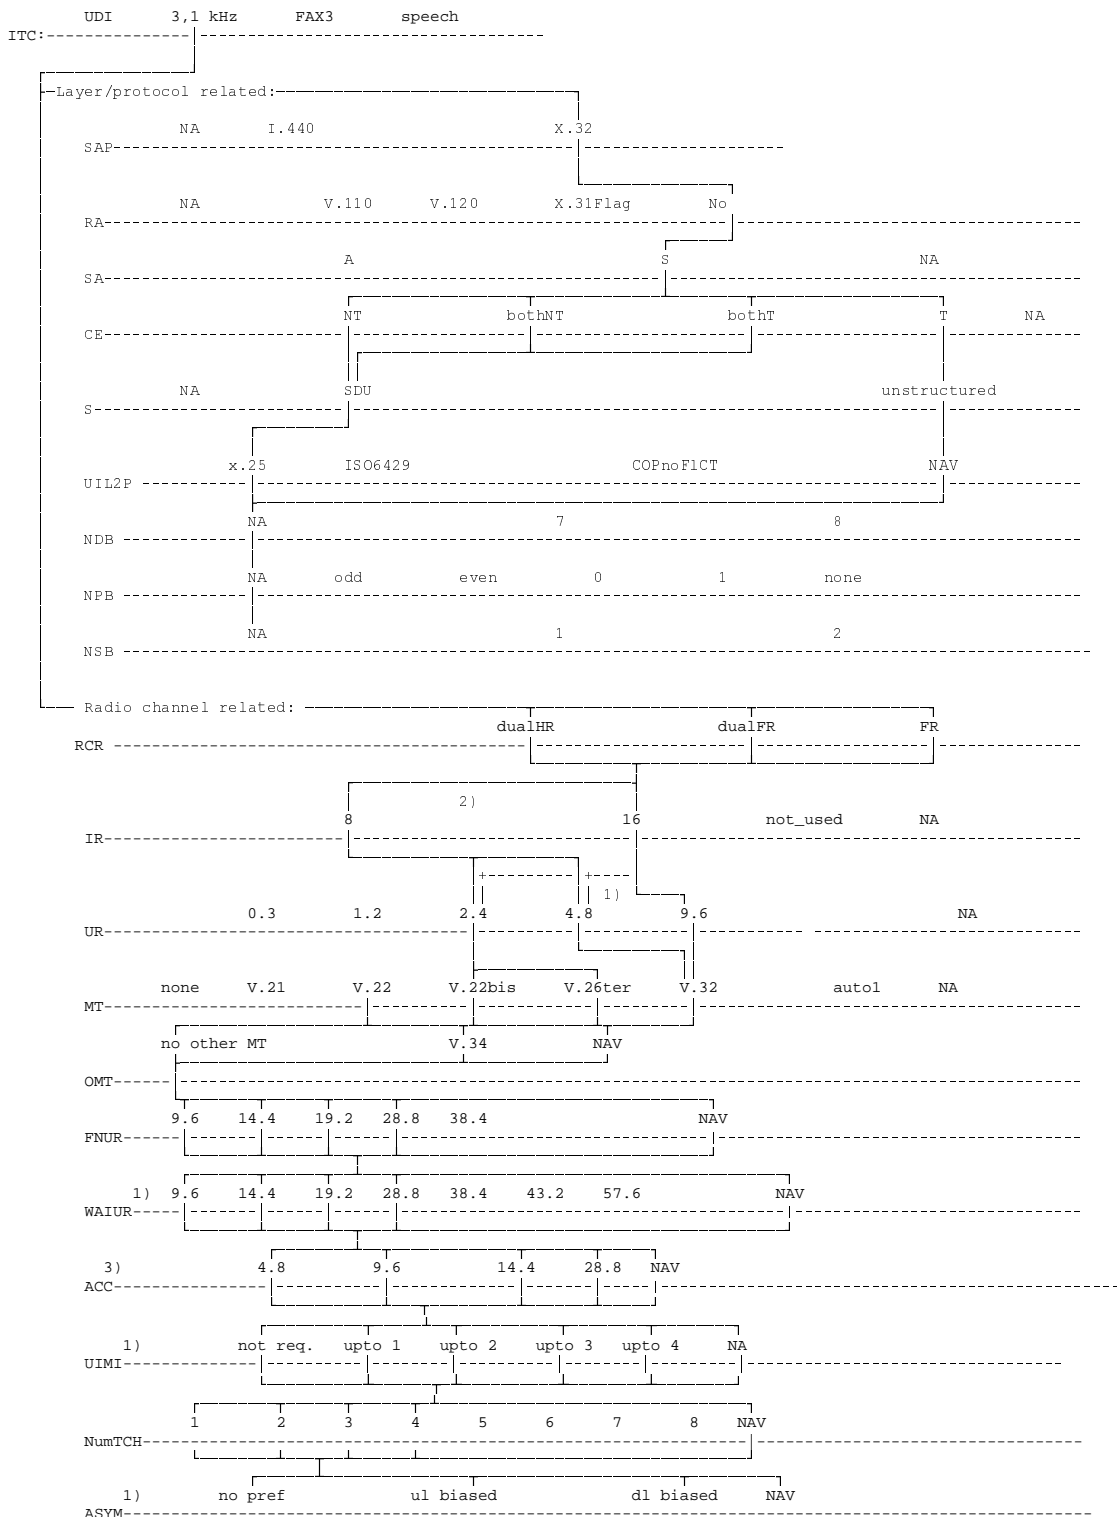 UDI 3,1 kHz FAX3 speech
ITC:
Layer/protocol related:
NA I.440 X.32
SAP
NA V.110 V.120 X.31Flag No
RA
A S NA
SA
NT bothNT bothT T NA
CE
NA SDU unstructured
S
x.25 ISO6429 COPnoFlCT NAV
UIL2P
NA 7 8
NDB
NA odd even 0 1 none
NPB
NA 1 2
NSB
Radio channel related:
dualHR dualFR FR
RCR
2)
8 16 not_used NA
IR
1)
0.3 1.2 2.4 4.8 9.6 NA
UR
none V.21 V.22 V.22bis V.26ter V.32 auto1 NA
MT
no other MT V.34 NAV
OMT
9.6 14.4 19.2 28.8 38.4 NAV
FNUR
1) 9.6 14.4 19.2 28.8 38.4 43.2 57.6 NAV
WAIUR
3) 4.8 9.6 14.4 28.8 NAV
ACC
1) not req. upto 1 upto 2 upto 3 upto 4 NA
UIMI
1 2 3 4 5 6 7 8 NAV
NumTCH
1) no pref ul biased dl biased NAV
ASYM